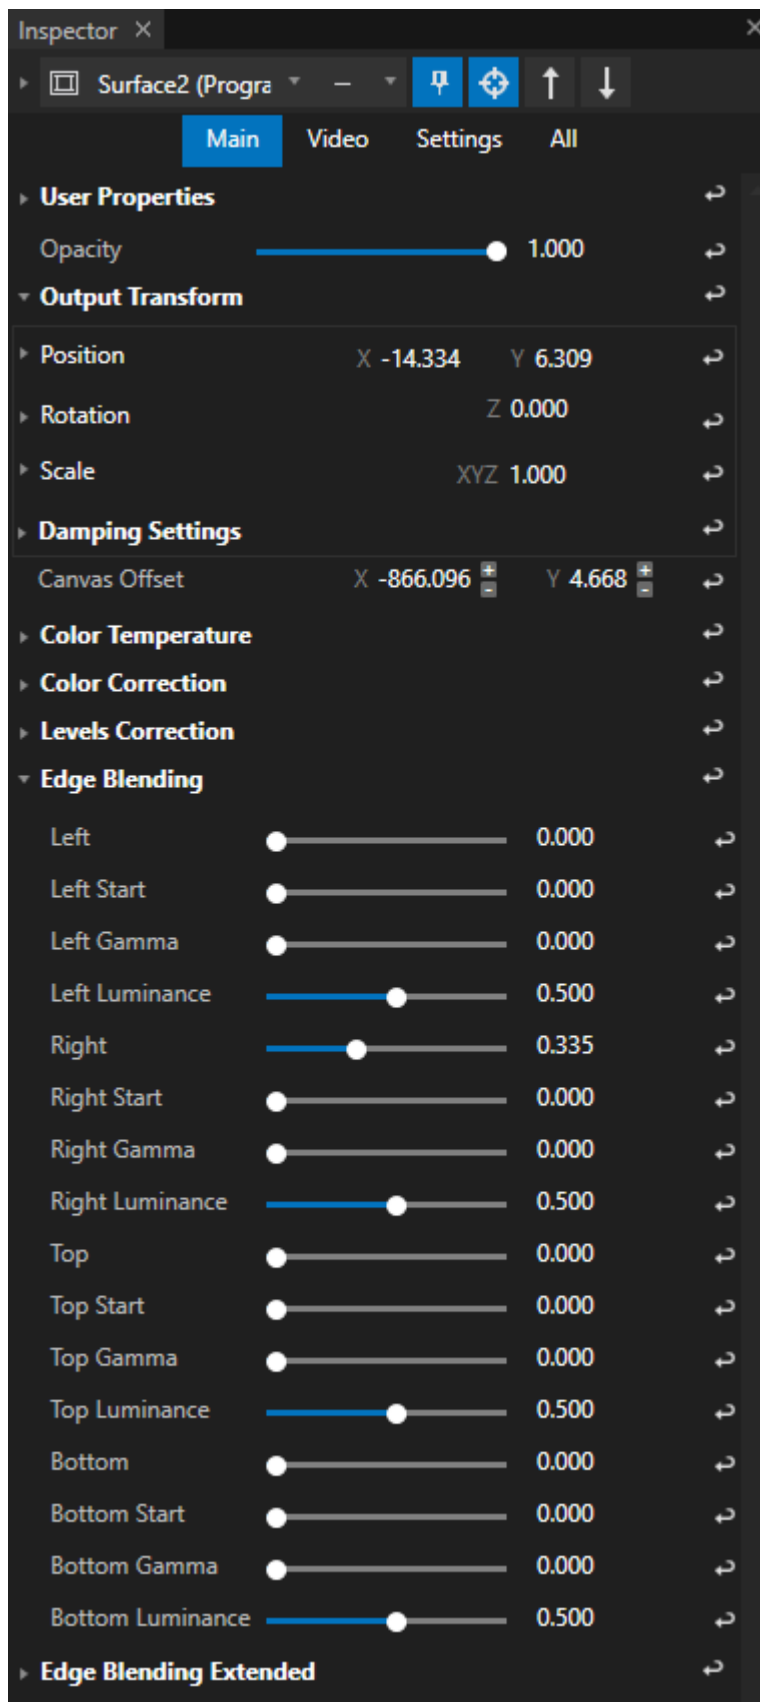 Inspector
Surface2 (Progra –
Main Video Settings All
User Properties
Opacity 1.000
Output Transform
Position X -14.334 Y 6.309
Rotation Z 0.000
Scale XYZ 1.000
Damping Settings
Canvas Offset X -866.096 + - Y 4.668 + -
Color Temperature
Color Correction
Levels Correction
Edge Blending
Left 0.000
Left Start 0.000
Left Gamma 0.000
Left Luminance 0.500
Right 0.335
Right Start 0.000
Right Gamma 0.000
Right Luminance 0.500
Top 0.000
Top Start 0.000
Top Gamma 0.000
Top Luminance 0.500
Bottom 0.000
Bottom Start 0.000
Bottom Gamma 0.000
Bottom Luminance 0.500
Edge Blending Extended